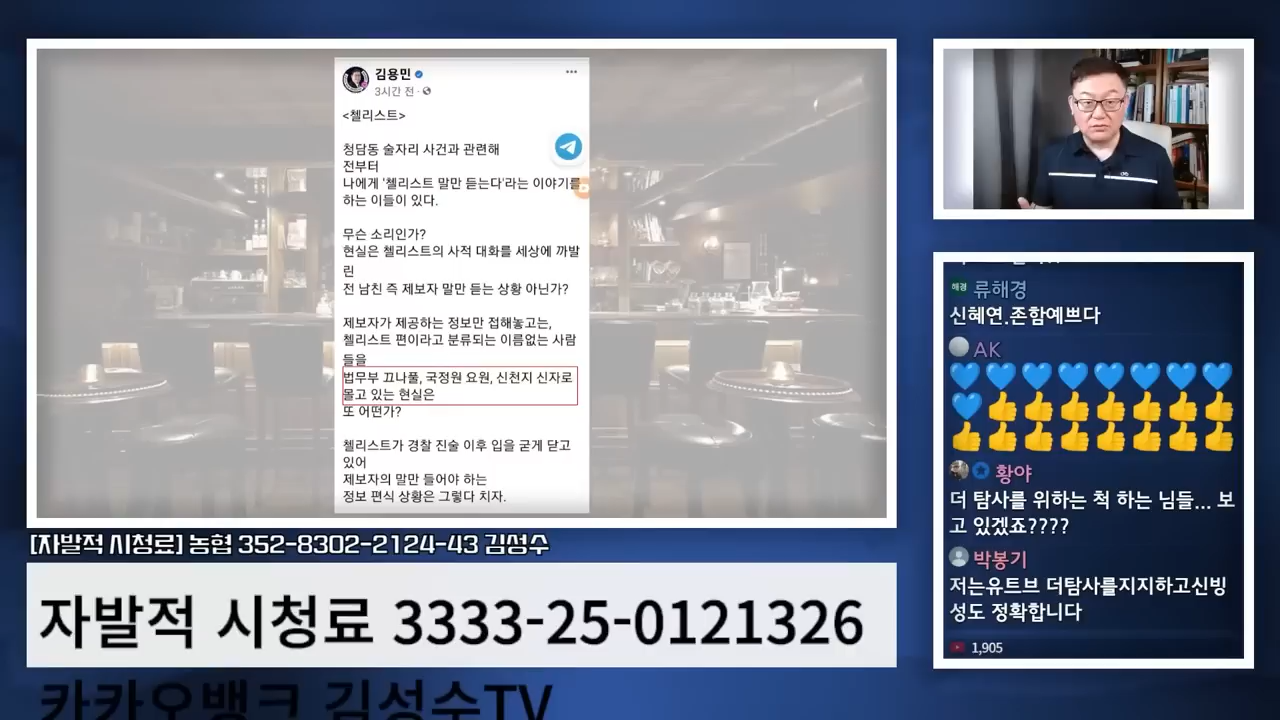 김용민
3시간 전 ·
<첼리스트>
청담동 술자리 사건과 관련해
전부터
나에게 '첼리스트 말만 듣는다'라는 이야기를
하는 이들이 있다.
무슨 소리인가?
현실은 첼리스트의 사적 대화를 세상에 까발
린
전 남친 즉 제보자 말만 듣는 상황 아닌가?
제보자가 제공하는 정보만 접해놓고는,
첼리스트 편이라고 분류되는 이름없는 사람
들을
법무부 끄나풀, 국정원 요원, 신천지 신자로
몰고 있는 현실은
또 어떤가?
첼리스트가 경찰 진술 이후 입을 굳게 닫고
있어
제보자의 말만 들어야 하는
정보 편식 상황은 그렇다 치자.
[자발적 시청료] 농협 352-8302-2124-43 김성수
자발적 시청료 3333-25-0121326
카카오뱅크 김성수TV
해경 류해경
신혜연.존함예쁘다
AK
황야
더 탐사를 위하는 척 하는 님들... 보
고 있겠죠????
박봉기
저는유트브 더탐사를지지하고신빙
성도 정확합니다
1,905